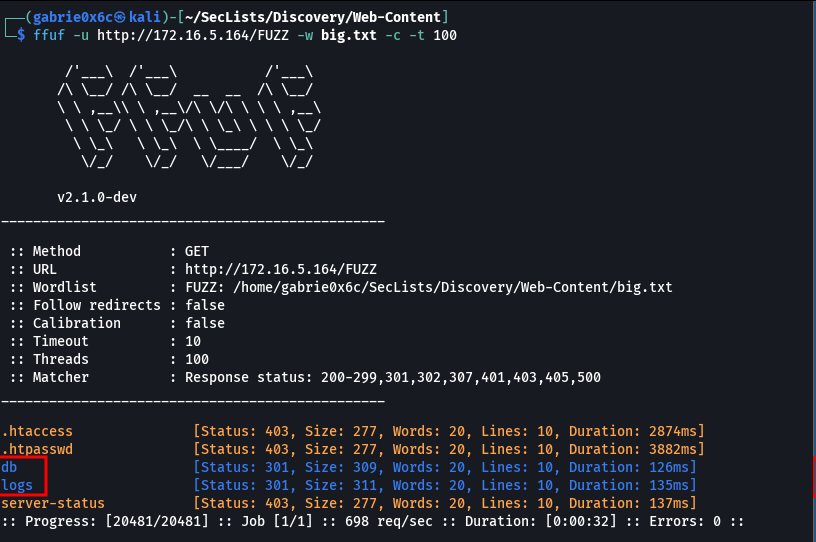 ┌──(gabrie0x6c㉿kali)-[~/SecLists/Discovery/Web-Content]
└─$ ffuf -u http://172.16.5.164/FUZZ -w big.txt -c -t 100
        /'___\  /'___\           /'___\
       /\ \__/ /\ \__/  __  __  /\ \__/
       \ \ ,__\\ \ ,__\/\ \/\ \ \ \ ,__\
        \ \ \_/ \ \ \_/\ \ \_\ \ \ \ \_/
         \ \_\   \ \_\  \ \____/  \ \_\
          \/_/    \/_/   \/___/    \/_/
       v2.1.0-dev
________________________________________________
 :: Method           : GET
 :: URL              : http://172.16.5.164/FUZZ
 :: Wordlist         : FUZZ: /home/gabrie0x6c/SecLists/Discovery/Web-Content/big.txt
 :: Follow redirects : false
 :: Calibration      : false
 :: Timeout          : 10
 :: Threads          : 100
 :: Matcher          : Response status: 200-299,301,302,307,401,403,405,500
________________________________________________
.htaccess               [Status: 403, Size: 277, Words: 20, Lines: 10, Duration: 2874ms]
.htpasswd               [Status: 403, Size: 277, Words: 20, Lines: 10, Duration: 3882ms]
db                      [Status: 301, Size: 309, Words: 20, Lines: 10, Duration: 126ms]
logs                    [Status: 301, Size: 311, Words: 20, Lines: 10, Duration: 135ms]
server-status           [Status: 403, Size: 277, Words: 20, Lines: 10, Duration: 137ms]
:: Progress: [20481/20481] :: Job [1/1] :: 698 req/sec :: Duration: [0:00:32] :: Errors: 0 ::